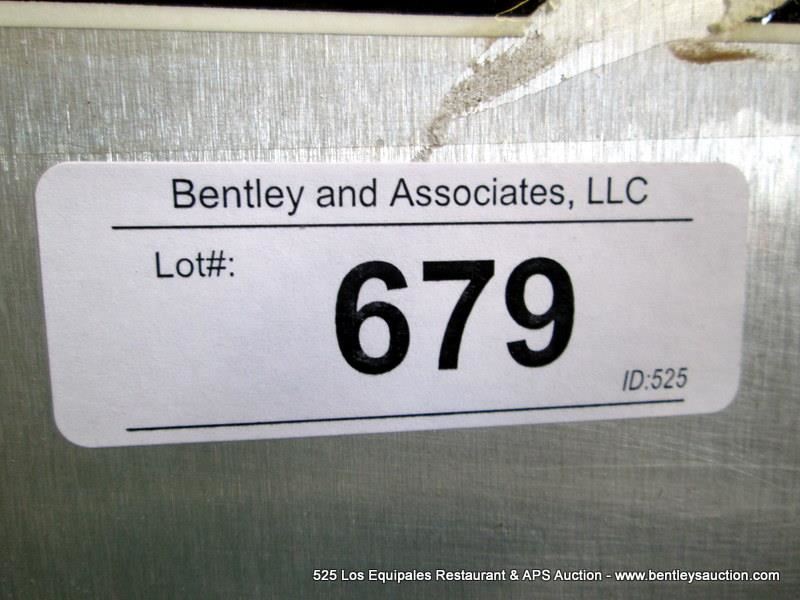 Bentley and Associates, LLC
Lot#:
679
ID:525
525 Los Equipales Restaurant & APS Auction - www.bentleysauction.com